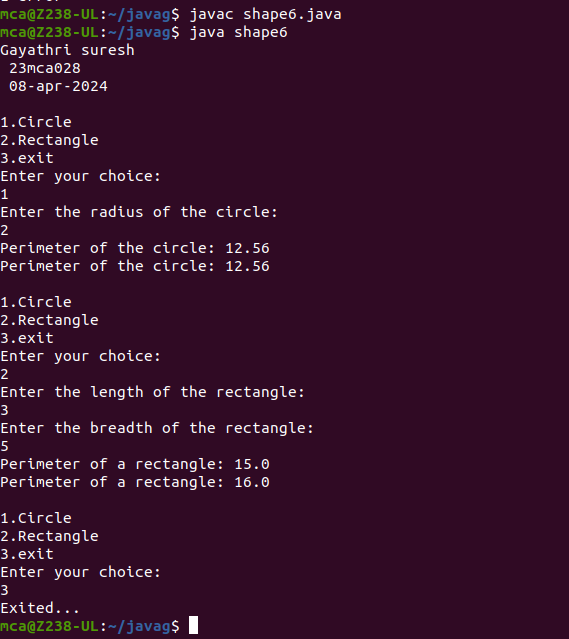 mca@Z238-UL:~/javag$ javac shape6.java
mca@Z238-UL:~/javag$ java shape6
Gayathri suresh
23mca028
08-apr-2024
1.Circle
2.Rectangle
3.exit
Enter your choice:
1
Enter the radius of the circle:
2
Perimeter of the circle: 12.56
Perimeter of the circle: 12.56
1.Circle
2.Rectangle
3.exit
Enter your choice:
2
Enter the length of the rectangle:
3
Enter the breadth of the rectangle:
5
Perimeter of a rectangle: 15.0
Perimeter of a rectangle: 16.0
1.Circle
2.Rectangle
3.exit
Enter your choice:
3
Exited...
mca@Z238-UL:~/javag$